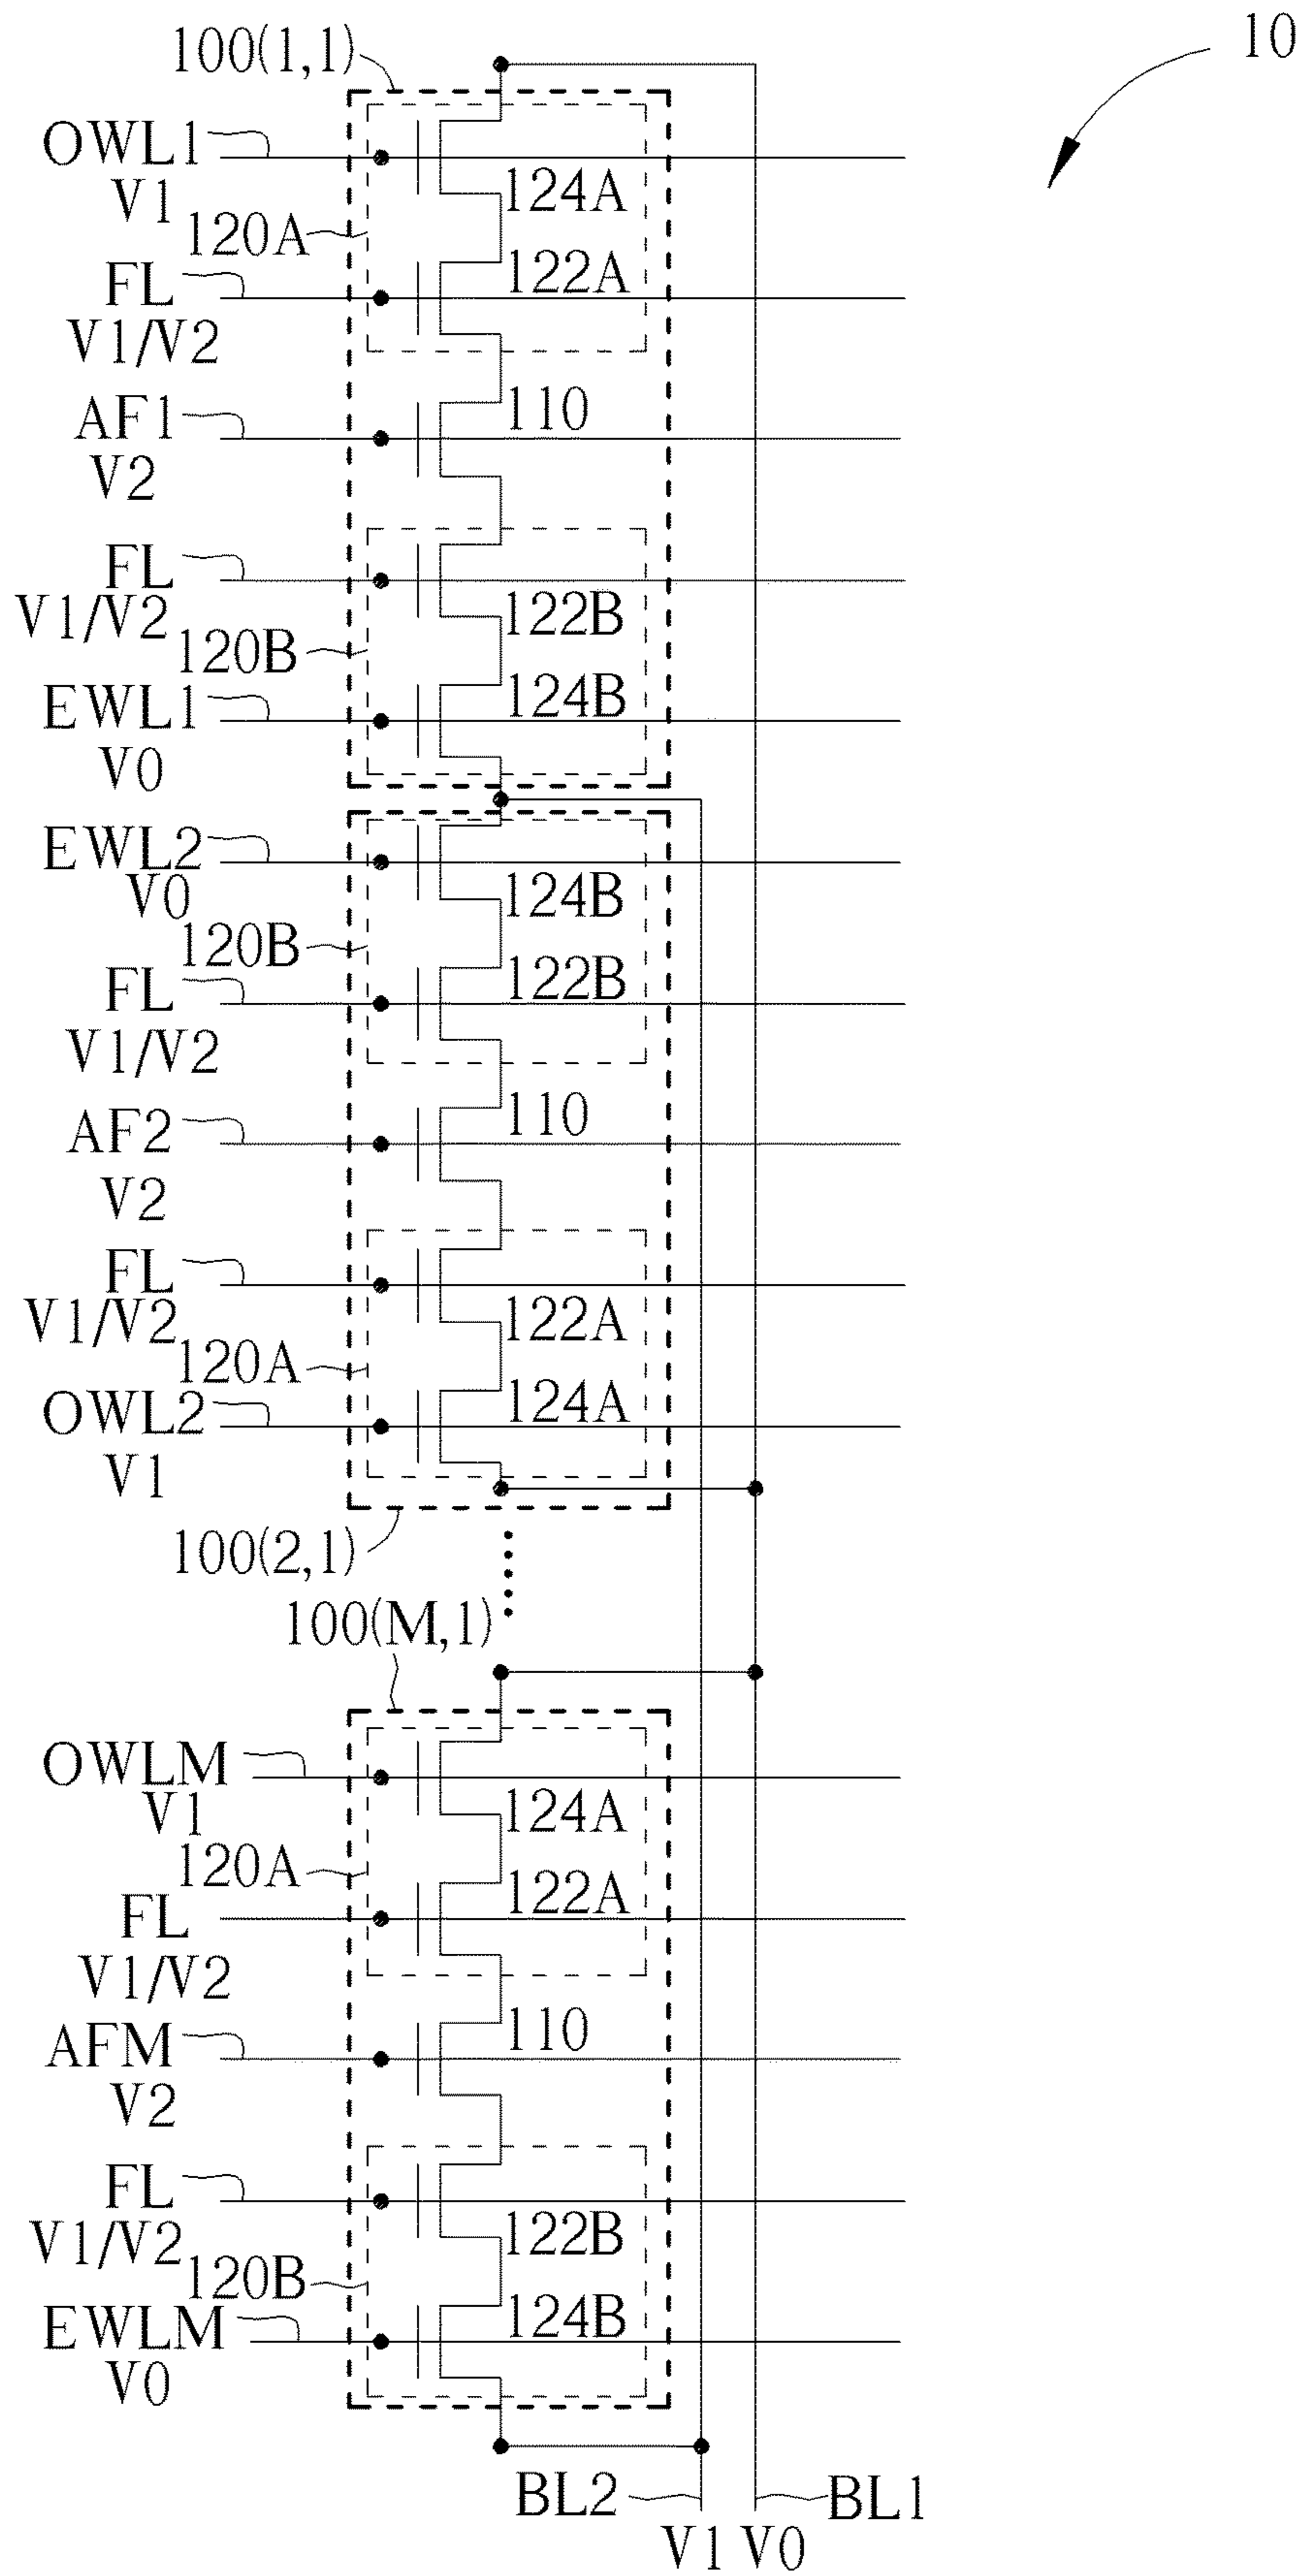 10
100(1,1)
OWL1
V1
124A
120A
122A
FL
V1/V2
110
AF1
V2
FL
V1/V2
122B
120B
124B
EWL1
V0
EWL2
V0
124B
120B
122B
FL
V1/V2
110
AF2
V2
FL
V1/V2
122A
120A
124A
OWL2
V1
100(2,1)
100(M,1)
OWLM
V1
124A
120A
122A
FL
V1/V2
110
AFM
V2
FL
V1/V2
122B
120B
124B
EWLM
V0
BL2
BL1
V1 V0